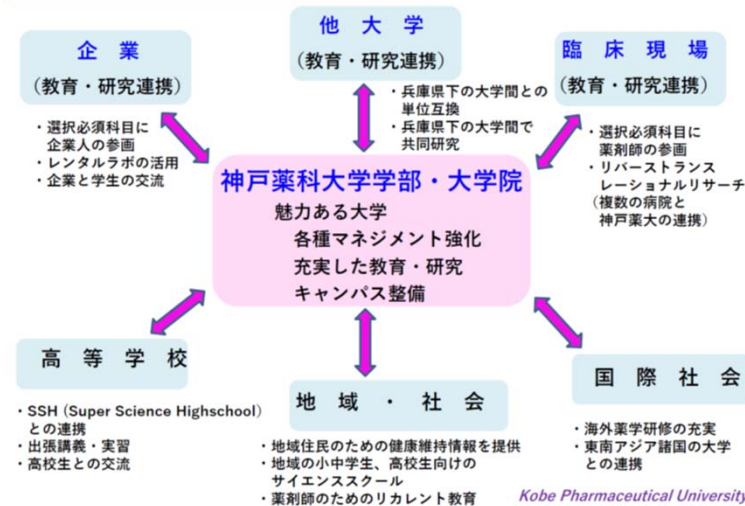 企業
(教育・研究連携)
・選択必須科目に
企業人の参画
・レンタルラボの活用
・企業と学生の交流
他大学
(教育・研究連携)
・兵庫県下の大学間との
単位互換
・兵庫県下の大学間で
共同研究
臨床現場
(教育・研究連携)
・選択必須科目に
薬剤師の参画
・リバーストランス
レーショナルリサーチ
(複数の病院と
神戸薬大の連携)
神戸薬科大学学部・大学院
魅力ある大学
各種マネジメント強化
充実した教育・研究
キャンパス整備
高等学校
・SSH (Super Science Highschool)
との連携
・出張講義・実習
・高校生との交流
地域・社会
・地域住民のための健康維持情報を提供
・地域の小中学生、高校生向けの
サイエンススクール
・薬剤師のためのリカレント教育
国際社会
・海外薬学研修の充実
・東南アジア諸国の大学
との連携
Kobe Pharmaceutical University